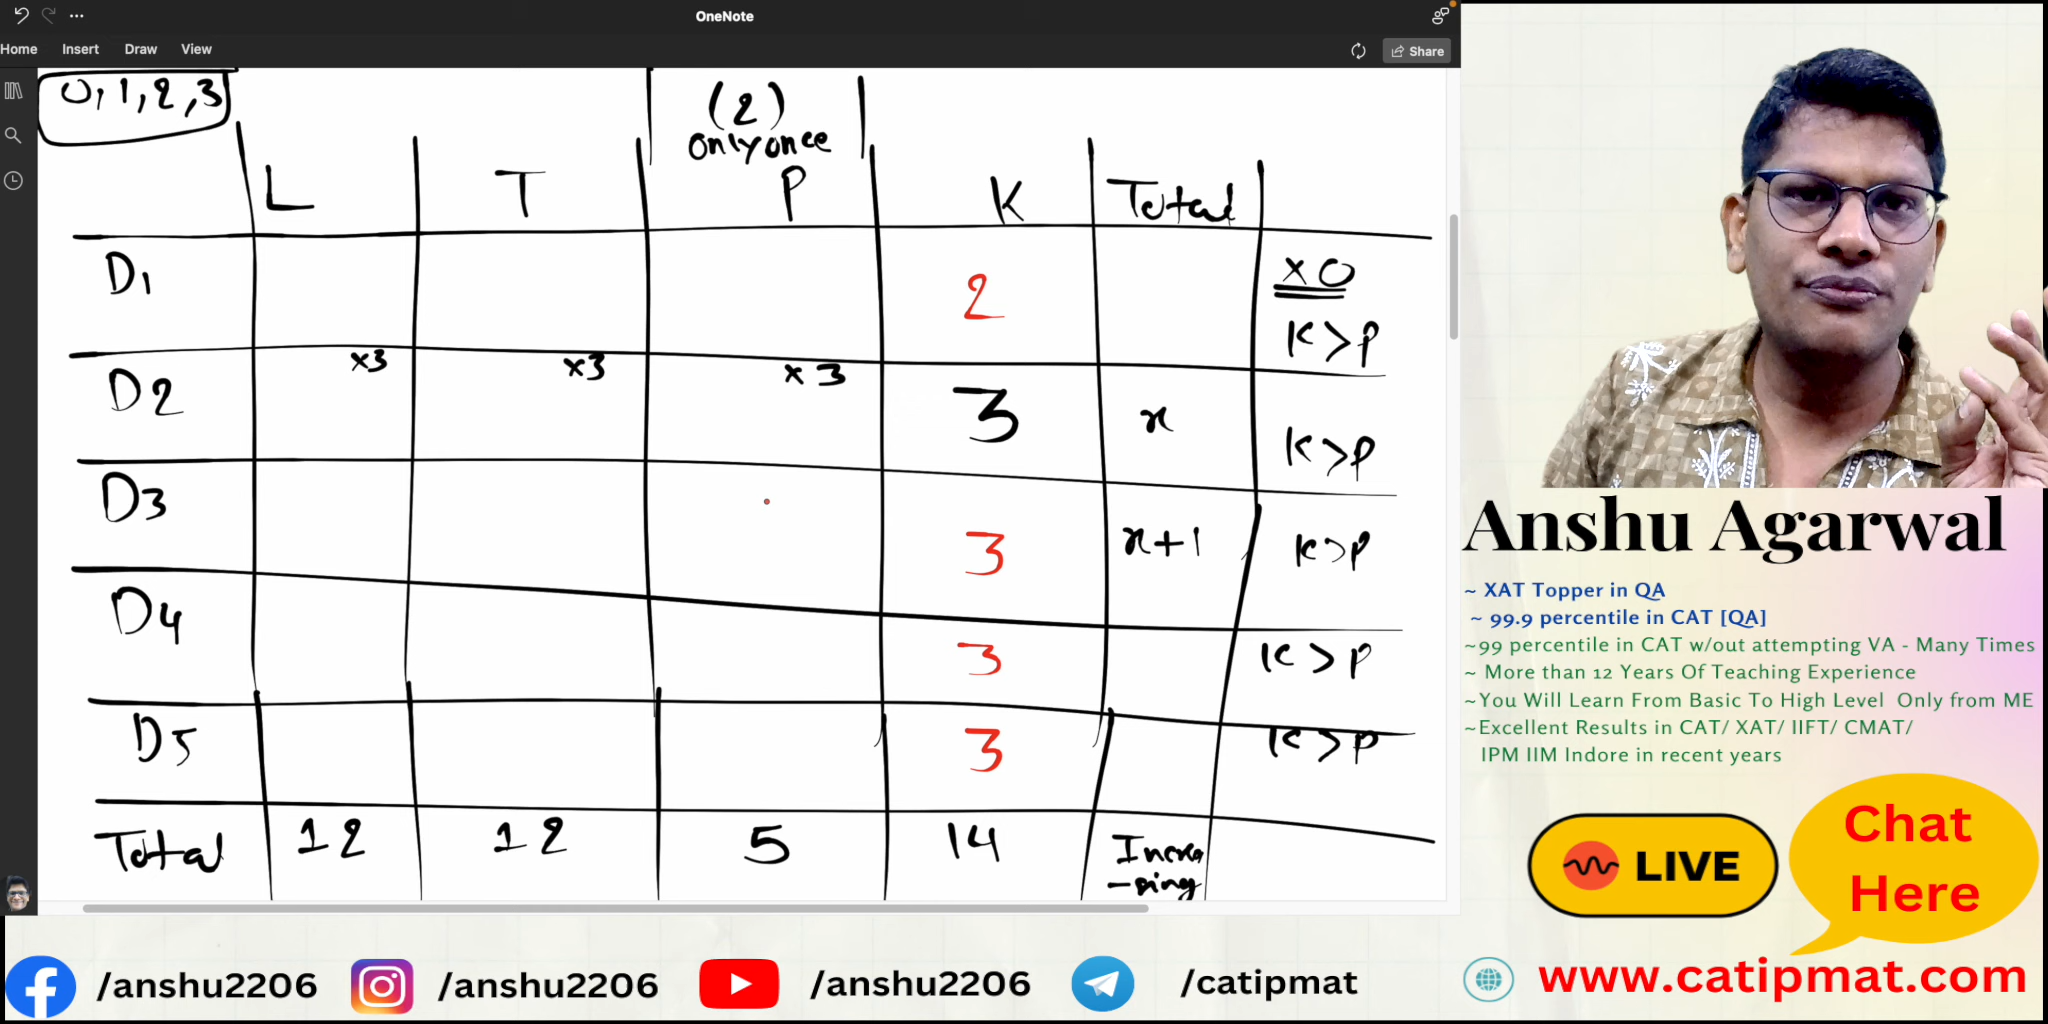 OneNote
Home Insert Draw View
Share
0, 1, 2, 3
(2)
Only once
L T P K Total
D1 2 x 0
K > P
D2 x3 x3 x 3 3 x K > P
D3 3 x+1 K > P
D4 3 K > P
D5 3 K > P
Total 12 12 5 14 Increa
-sing
Anshu Agarwal
~ XAT Topper in QA
~ 99.9 percentile in CAT [QA]
~99 percentile in CAT w/out attempting VA - Many Times
~ More than 12 Years Of Teaching Experience
~You Will Learn From Basic To High Level Only from ME
~Excellent Results in CAT/ XAT/ IIFT/ CMAT/
IPM IIM Indore in recent years
LIVE
Chat
Here
/anshu2206 /anshu2206 /anshu2206 /catipmat www.catipmat.com